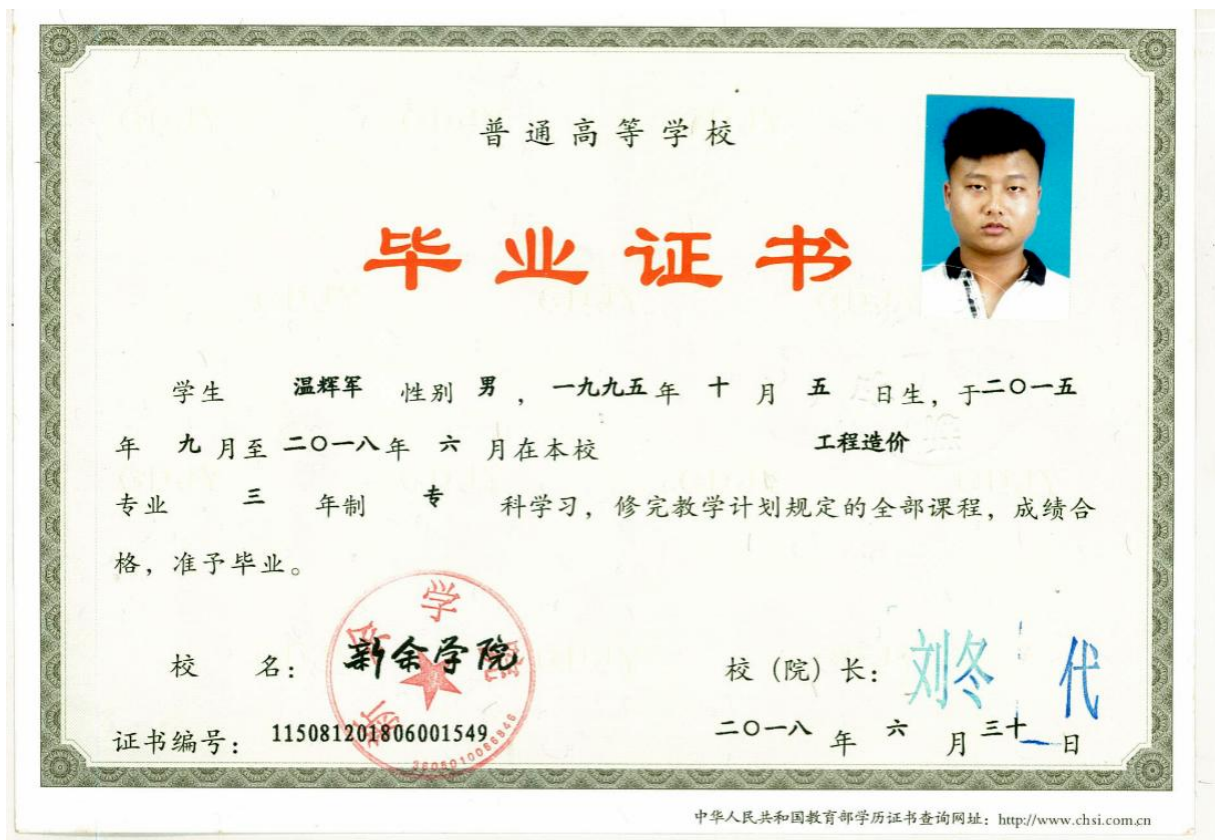 普通高等学校
毕业证书
学生 温辉军 性别 男 ，一九九五年 十 月 五 日生，于二〇一五
年 九 月至 二〇一八年 六 月在本校 工程造价
专业 三 年制 专 科学习，修完教学计划规定的全部课程，成绩合
格，准予毕业。
新余学院
校 名：新余学院
校（院）长：刘冬 代
证书编号：115081201806001549
二〇一八 年 六 月 三十 日
中华人民共和国教育部学历证书查询网址：http://www.chsi.com.cn